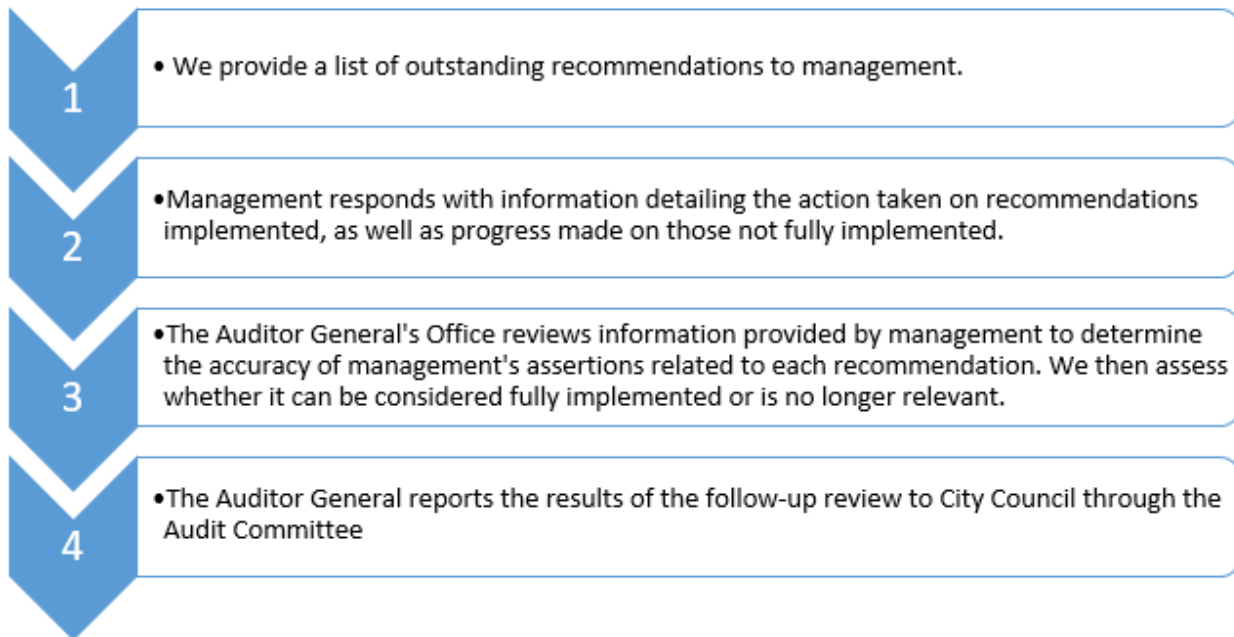 1
• We provide a list of outstanding recommendations to management.
2
•Management responds with information detailing the action taken on recommendations
implemented, as well as progress made on those not fully implemented.
3
•The Auditor General's Office reviews information provided by management to determine
the accuracy of management's assertions related to each recommendation. We then assess
whether it can be considered fully implemented or is no longer relevant.
4
•The Auditor General reports the results of the follow-up review to City Council through the
Audit Committee